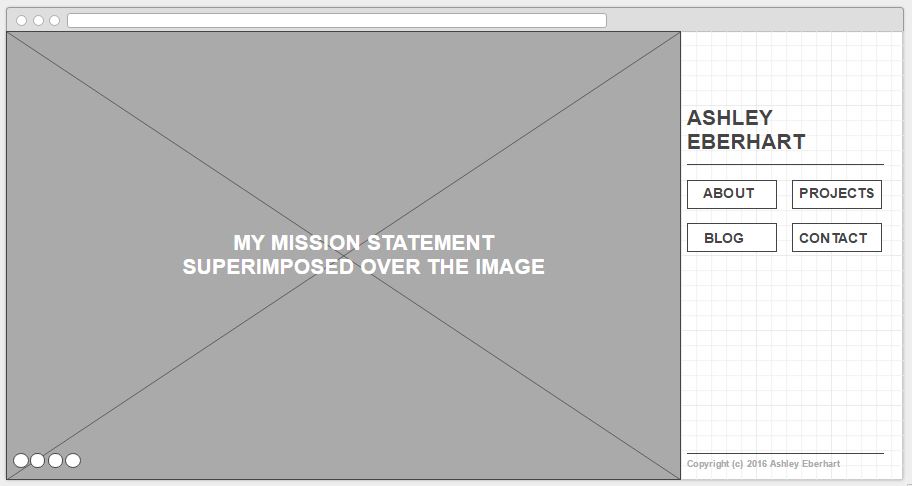 MY MISSION STATEMENT
SUPERIMPOSED OVER THE IMAGE
ASHLEY
EBERHART
ABOUT
PROJECTS
BLOG
CONTACT
Copyright (c) 2016 Ashley Eberhart